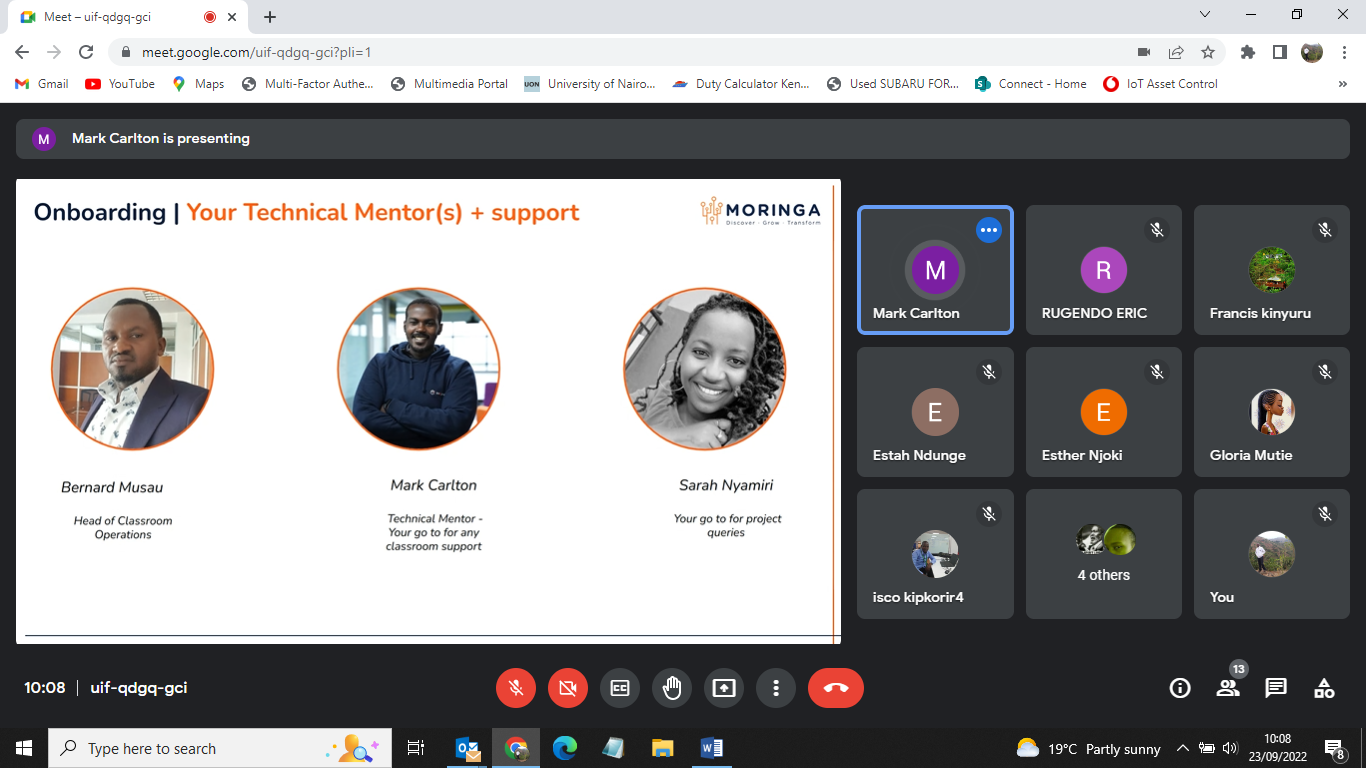 Meet – uif-qdgq-gci
meet.google.com/uif-qdgq-gci?pli=1
Gmail
YouTube
Maps
Multi-Factor Authe...
Multimedia Portal
UON
University of Nairo...
Duty Calculator Ken...
Used SUBARU FOR...
Connect - Home
IoT Asset Control
»
M
Mark Carlton is presenting
Onboarding | Your Technical Mentor(s) + support
MORINGA
Discover · Grow · Transform
Bernard Musau
Head of Classroom
Operations
Mark Carlton
Technical Mentor -
Your go to for any
classroom support
Sarah Nyamiri
Your go to for project
queries
M
Mark Carlton
R
RUGENDO ERIC
Francis kinyuru
E
Estah Ndunge
E
Esther Njoki
Gloria Mutie
isco kipkorir4
4 others
You
10:08 | uif-qdgq-gci
CC
13
Type here to search
19°C Partly sunny
10:08
23/09/2022
8